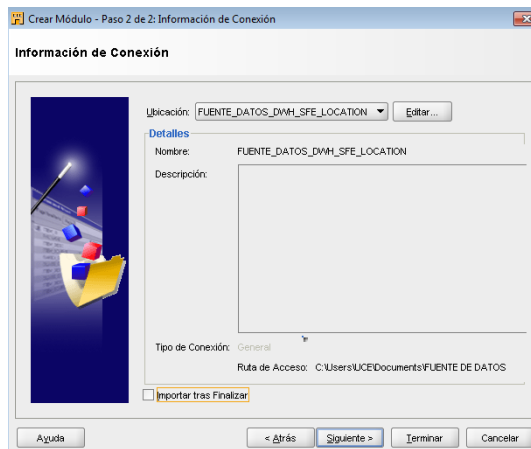 Crear Módulo - Paso 2 de 2: Información de Conexión
Información de Conexión
Ubicación: FUENTE_DATOS_DWH_SFE_LOCATION Editar...
Detalles
Nombre: FUENTE_DATOS_DWH_SFE_LOCATION
Descripción:
Tipo de Conexión: General
Ruta de Acceso: C:\Users\UCE\Documents\FUENTE DE DATOS
Importar tras Finalizar
Ayuda < Atrás Siguiente > Terminar Cancelar